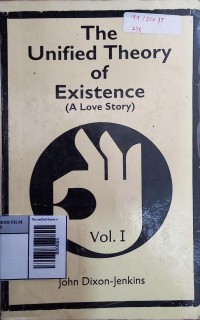 The
Unified Theory
of
Existence
(A Love Story)
Vol. I
John Dixon-Jenkins